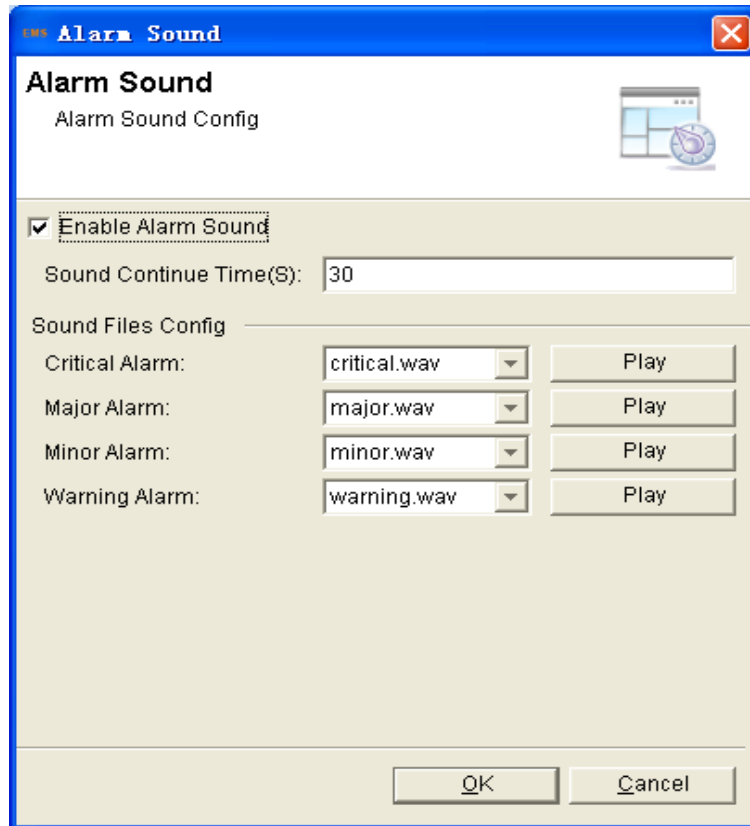 EMS Alarm Sound
Alarm Sound
Alarm Sound Config
Enable Alarm Sound
Sound Continue Time(S): 30
Sound Files Config
Critical Alarm: critical.wav Play
Major Alarm: major.wav Play
Minor Alarm: minor.wav Play
Warning Alarm: warning.wav Play
OK Cancel